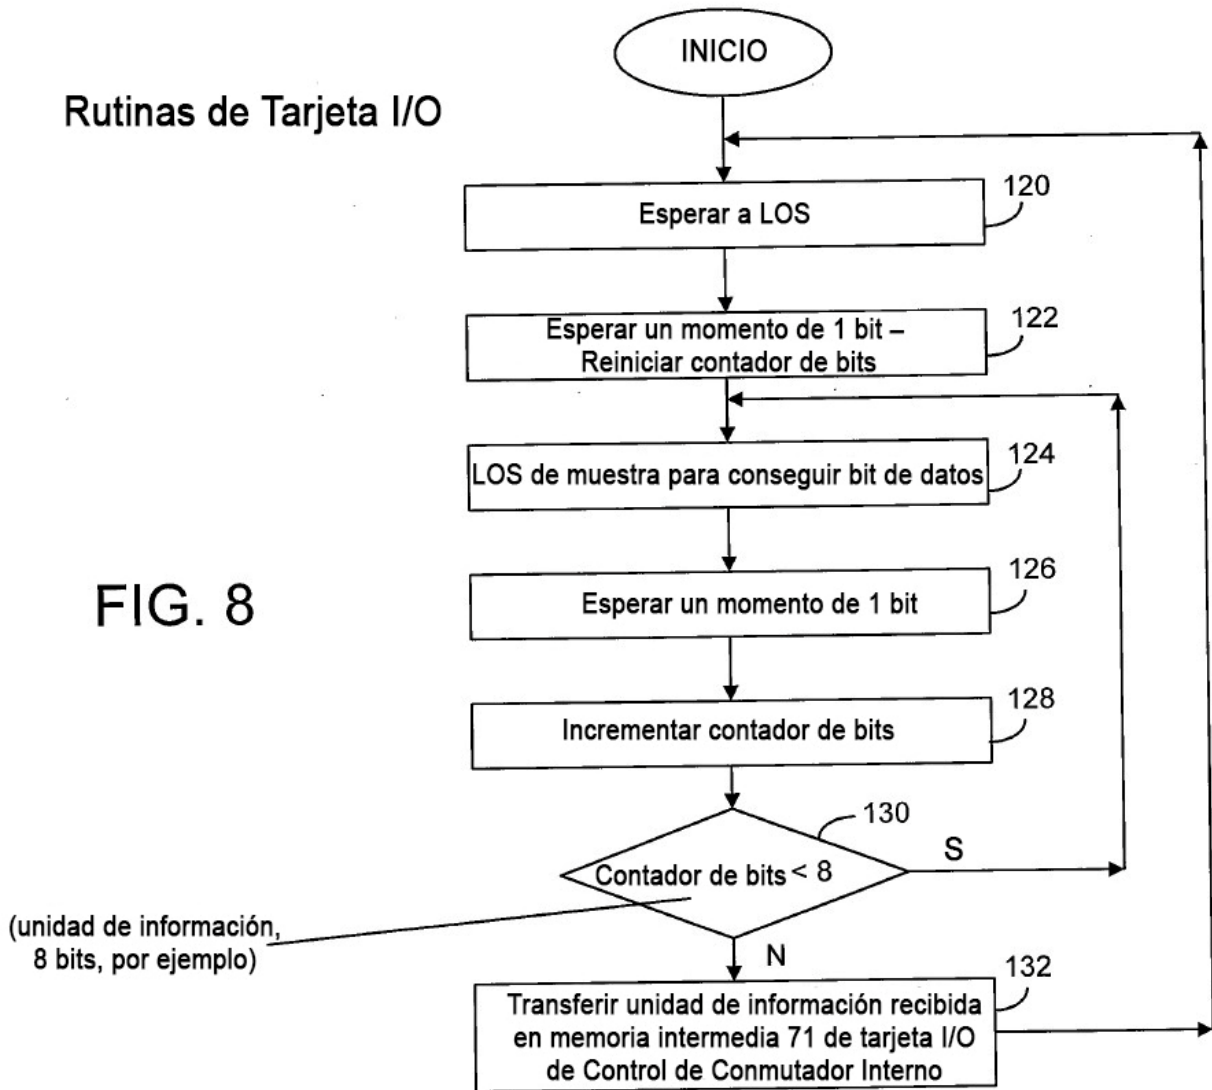 INICIO
Rutinas de Tarjeta I/O
120
Esperar a LOS
122
Esperar un momento de 1 bit –
Reiniciar contador de bits
124
LOS de muestra para conseguir bit de datos
FIG. 8
126
Esperar un momento de 1 bit
128
Incrementar contador de bits
130
Contador de bits < 8
S
(unidad de información,
8 bits, por ejemplo)
N
132
Transferir unidad de información recibida
en memoria intermedia 71 de tarjeta I/O
de Control de Conmutador Interno